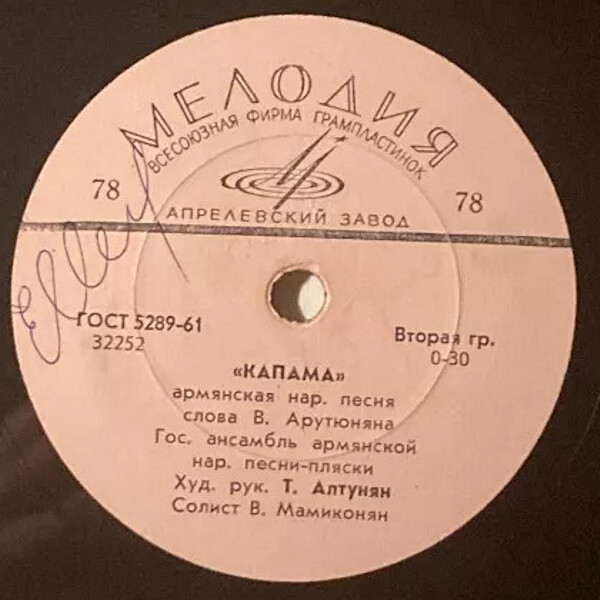 МЕЛОДИЯ
ВСЕСОЮЗНАЯ ФИРМА ГРАМПЛАСТИНОК
78 78
АПРЕЛЕВСКИЙ ЗАВОД
ГОСТ 5289-61 Вторая гр.
32252 0-30
«КАПАМА»
армянская нар. песня
слова В. Арутюняна
Гос. ансамбль армянской
нар. песни-пляски
Худ. рук. Т. Алтунян
Солист В. Мамиконян